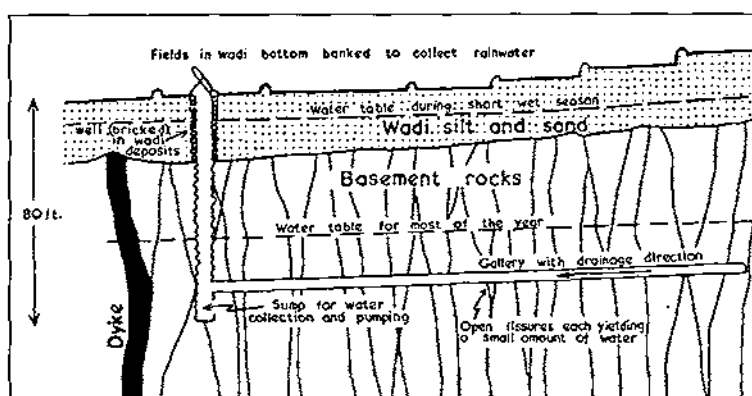 Fields in wadi bottom banked to collect rainwater
Water table during short wet season
well (bricked)
in wadi
deposits
Wadi silt and sand
Basement rocks
80 ft.
Water table for most of the year
Gallery with drainage direction
Sump for water
collection and pumping
Open fissures each yielding
a small amount of water
Dyke